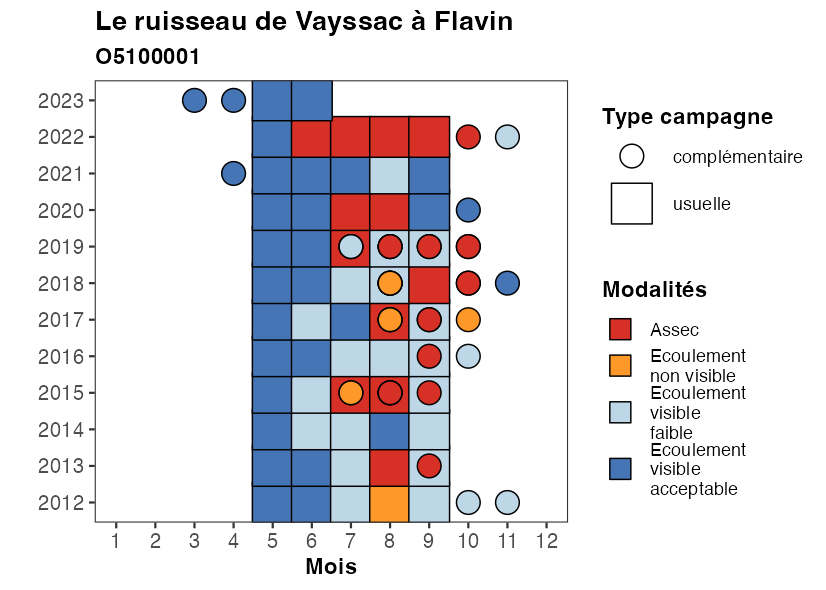 Le ruisseau de Vayssac à Flavin
O5100001
2023
2022
2021
2020
2019
2018
2017
2016
2015
2014
2013
2012
1 2 3 4 5 6 7 8 9 10 11 12
Mois
Type campagne
complémentaire
usuelle
Modalités
Assec
Ecoulement
non visible
Ecoulement
visible
faible
Ecoulement
visible
acceptable